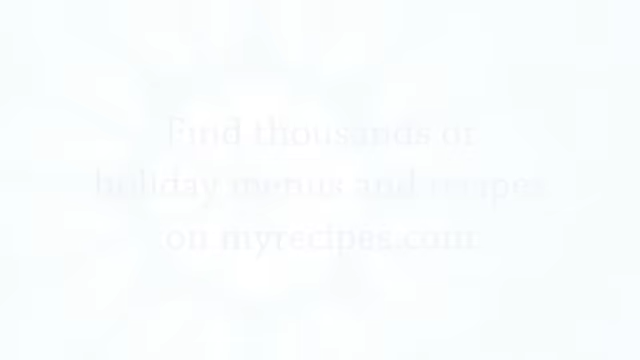 Find thousands of
holiday menus and recipes
on myrecipes.com